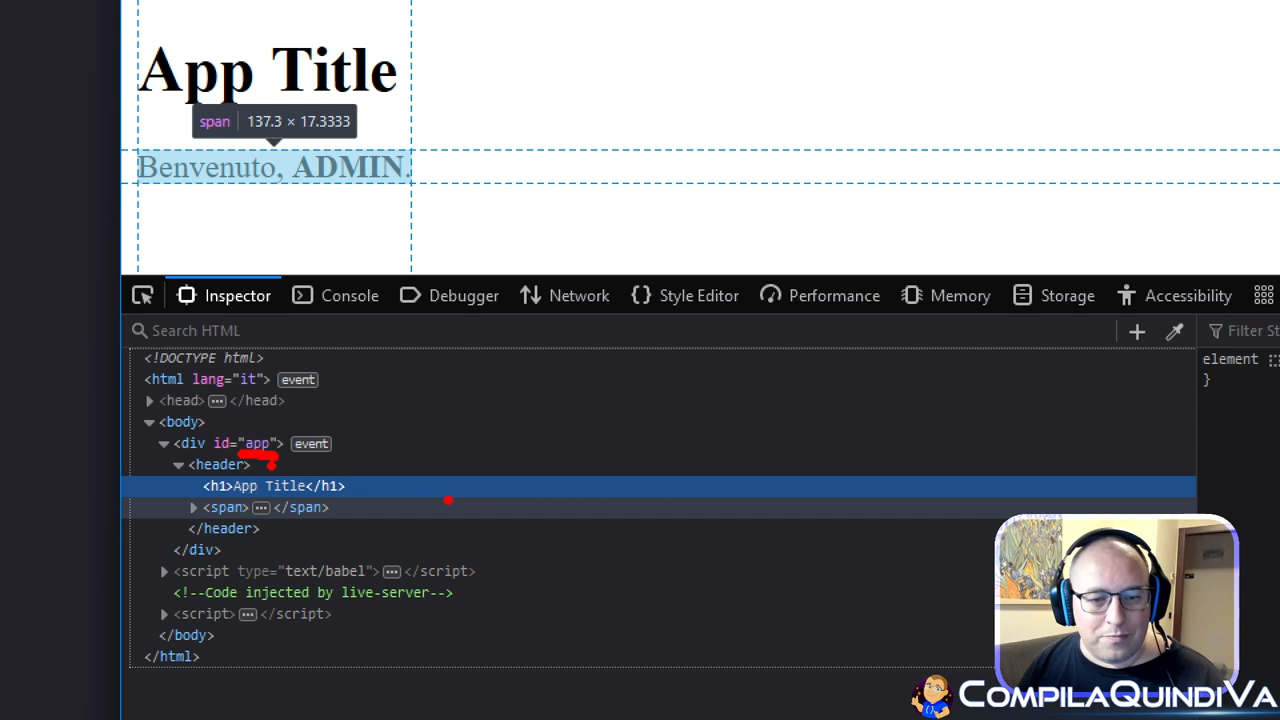 App Title
span 137.3 × 17.3333
Benvenuto, ADMIN.
Inspector Console Debugger Network Style Editor Performance Memory Storage Accessibility
Search HTML
Filter St
<!DOCTYPE html>
<html lang="it"> event
<head> ••• </head>
<body>
<div id="app"> event
<header>
<h1>App Title</h1>
<span> ••• </span>
</header>
</div>
<script type="text/babel"> ••• </script>
<!--Code injected by live-server-->
<script> ••• </script>
</body>
</html>
element
}
COMPILAQUINDIVA